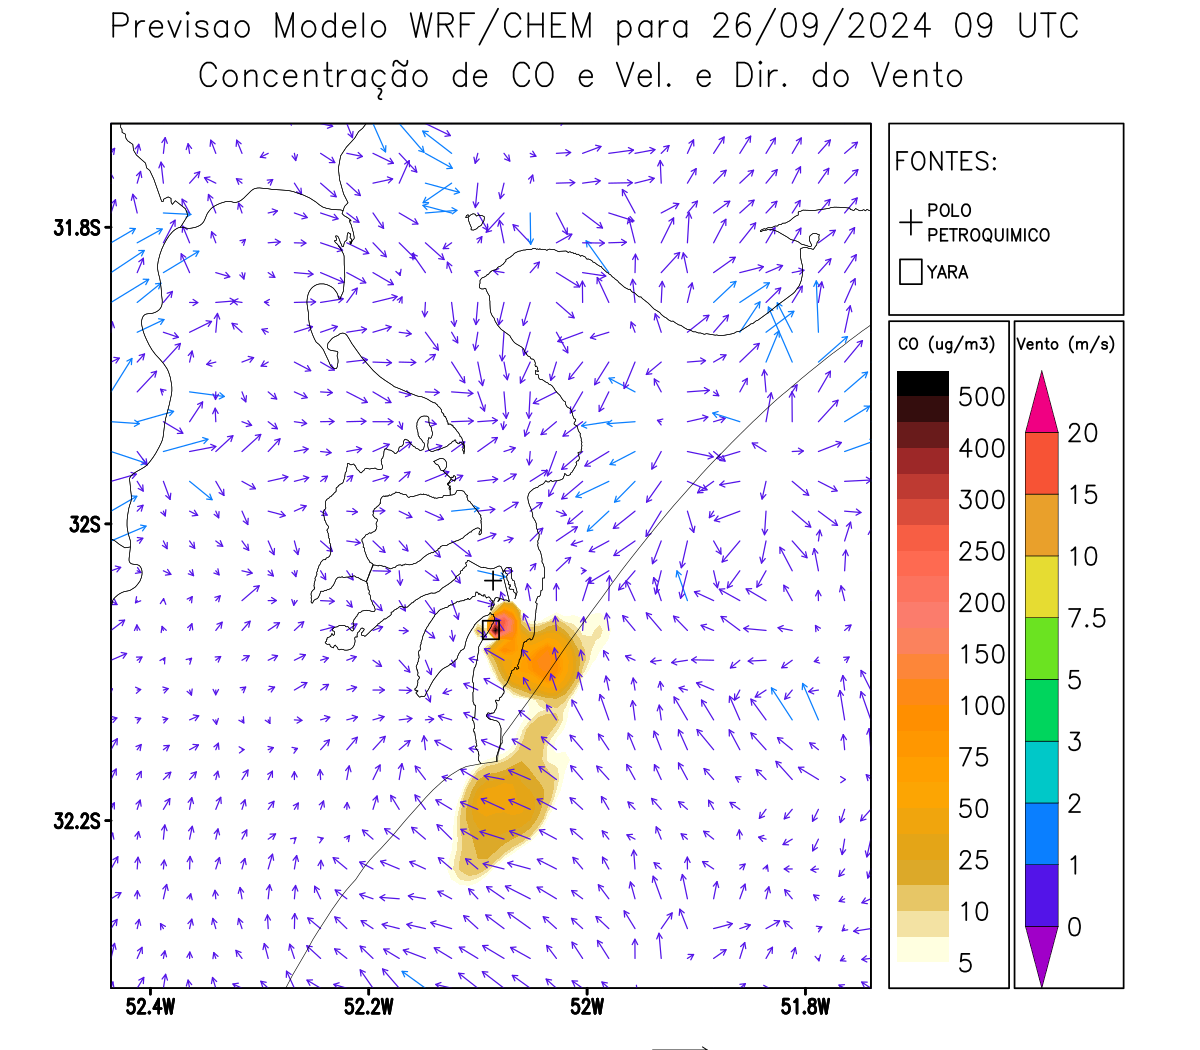 Previsao Modelo WRF/CHEM para 26/09/2024 09 UTC
Concentração de CO e Vel. e Dir. do Vento
FONTES:
POLO
PETROQUIMICO
YARA
CO (ug/m3)
500
400
300
250
200
150
100
75
50
25
10
5
Vento (m/s)
20
15
10
7.5
5
3
2
1
0
31.8S
32S
32.2S
52.4W
52.2W
52W
51.8W